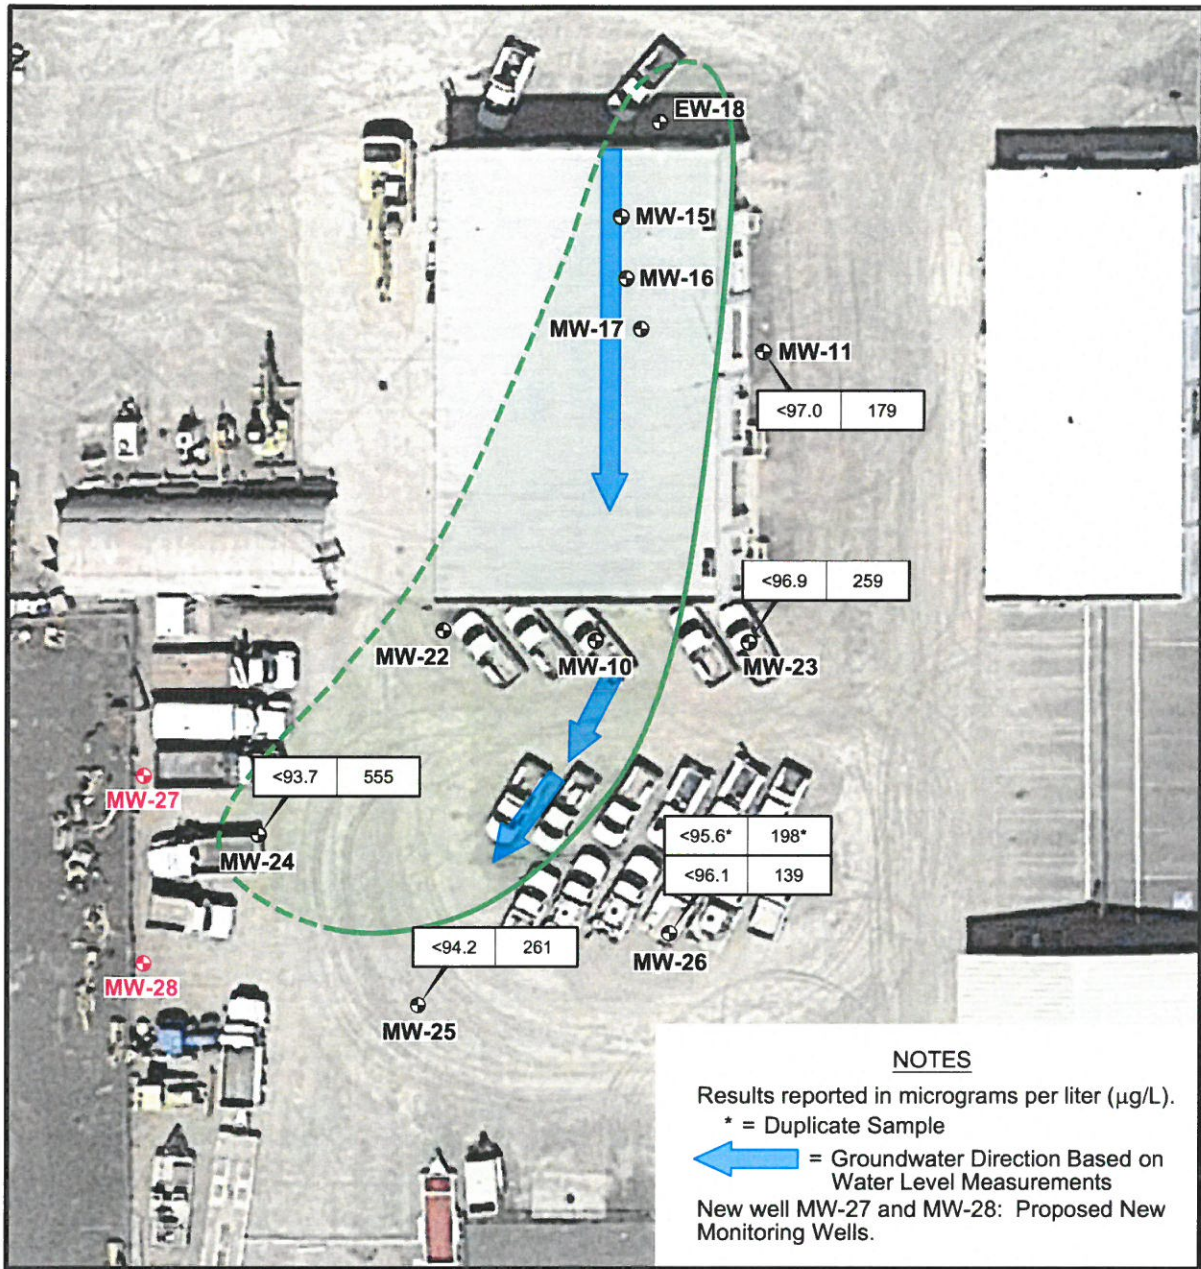 EW-18
MW-15
MW-16
MW-17
MW-11
<97.0 179
<96.9 259
MW-22
MW-10
MW-23
<93.7 555
MW-27
<95.6* 198*
MW-24
<96.1 139
<94.2 261
MW-26
MW-28
MW-25
NOTES
Results reported in micrograms per liter (µg/L).
* = Duplicate Sample
= Groundwater Direction Based on
Water Level Measurements
New well MW-27 and MW-28: Proposed New
Monitoring Wells.